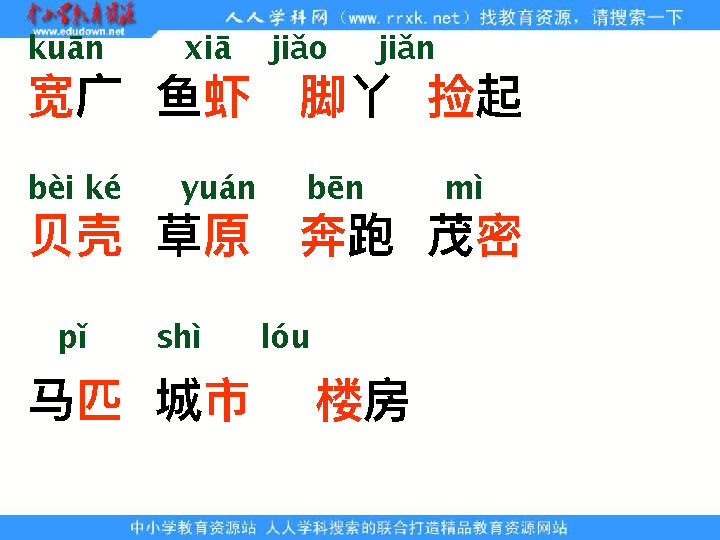 中小学教育资源
www.edudown.net
人人学科网（www.rrxk.net）找教育资源，请搜索一下
kuān xiā jiǎo jiǎn
宽广 鱼虾 脚丫 捡起
bèi ké yuán bēn mì
贝壳 草原 奔跑 茂密
pǐ shì lóu
马匹 城市 楼房
中小学教育资源站 人人学科搜索的联合打造精品教育资源网站